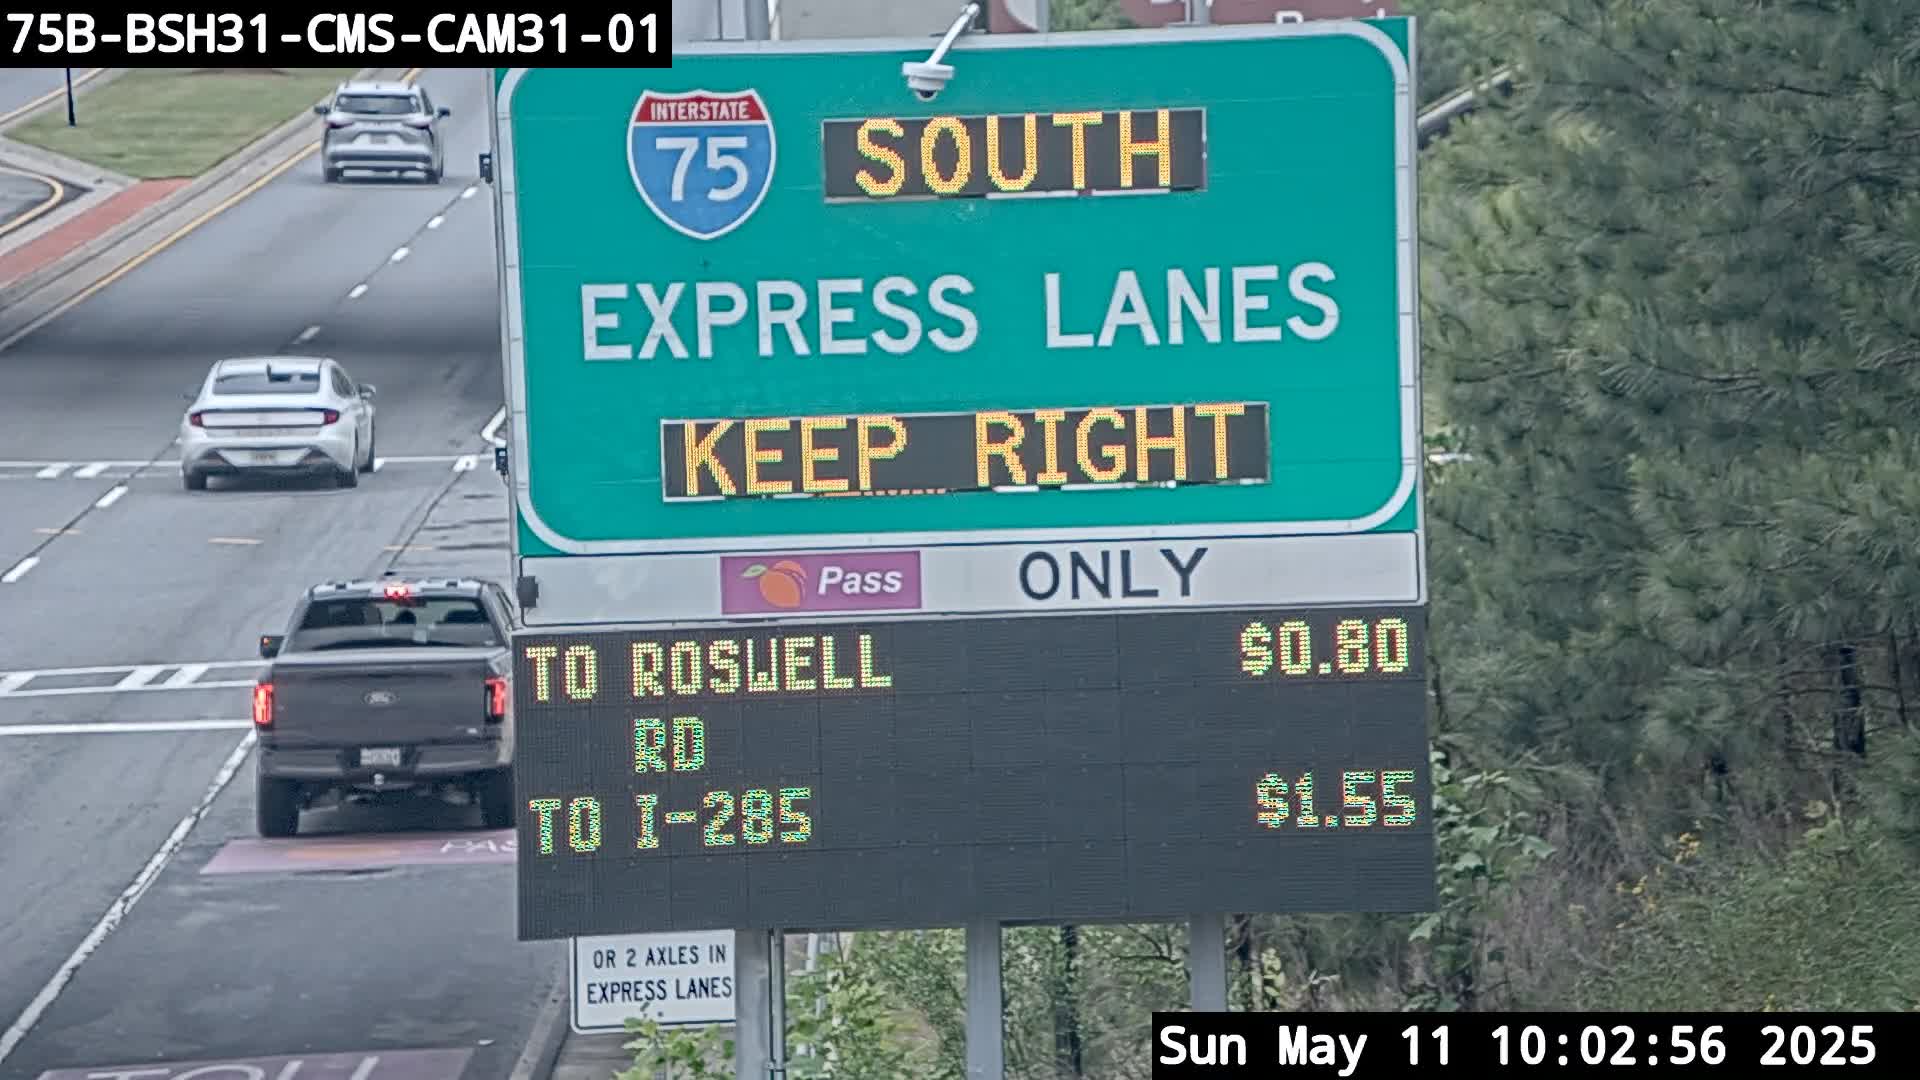 75B-BSH31-CMS-CAM31-01
INTERSTATE
75
SOUTH
EXPRESS LANES
KEEP RIGHT
Pass ONLY
TO ROSWELL $0.80
RD
TO I-285 $1.55
OR 2 AXLES IN
EXPRESS LANES
TOLL
Sun May 11 10:02:56 2025